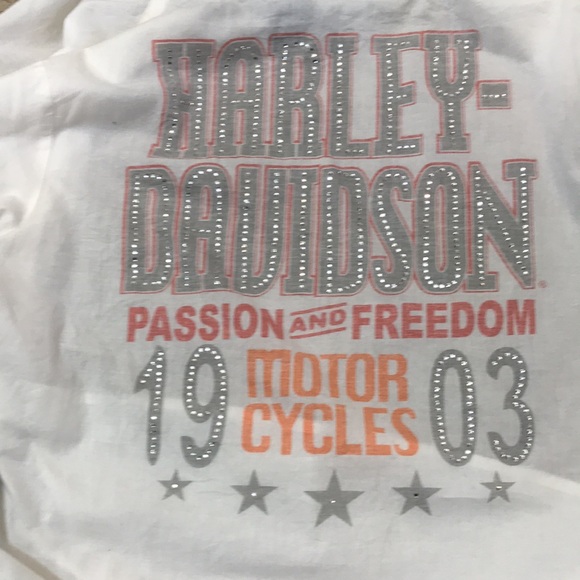 HARLEY-
DAVIDSON®
PASSION AND FREEDOM
19 MOTOR CYCLES 03